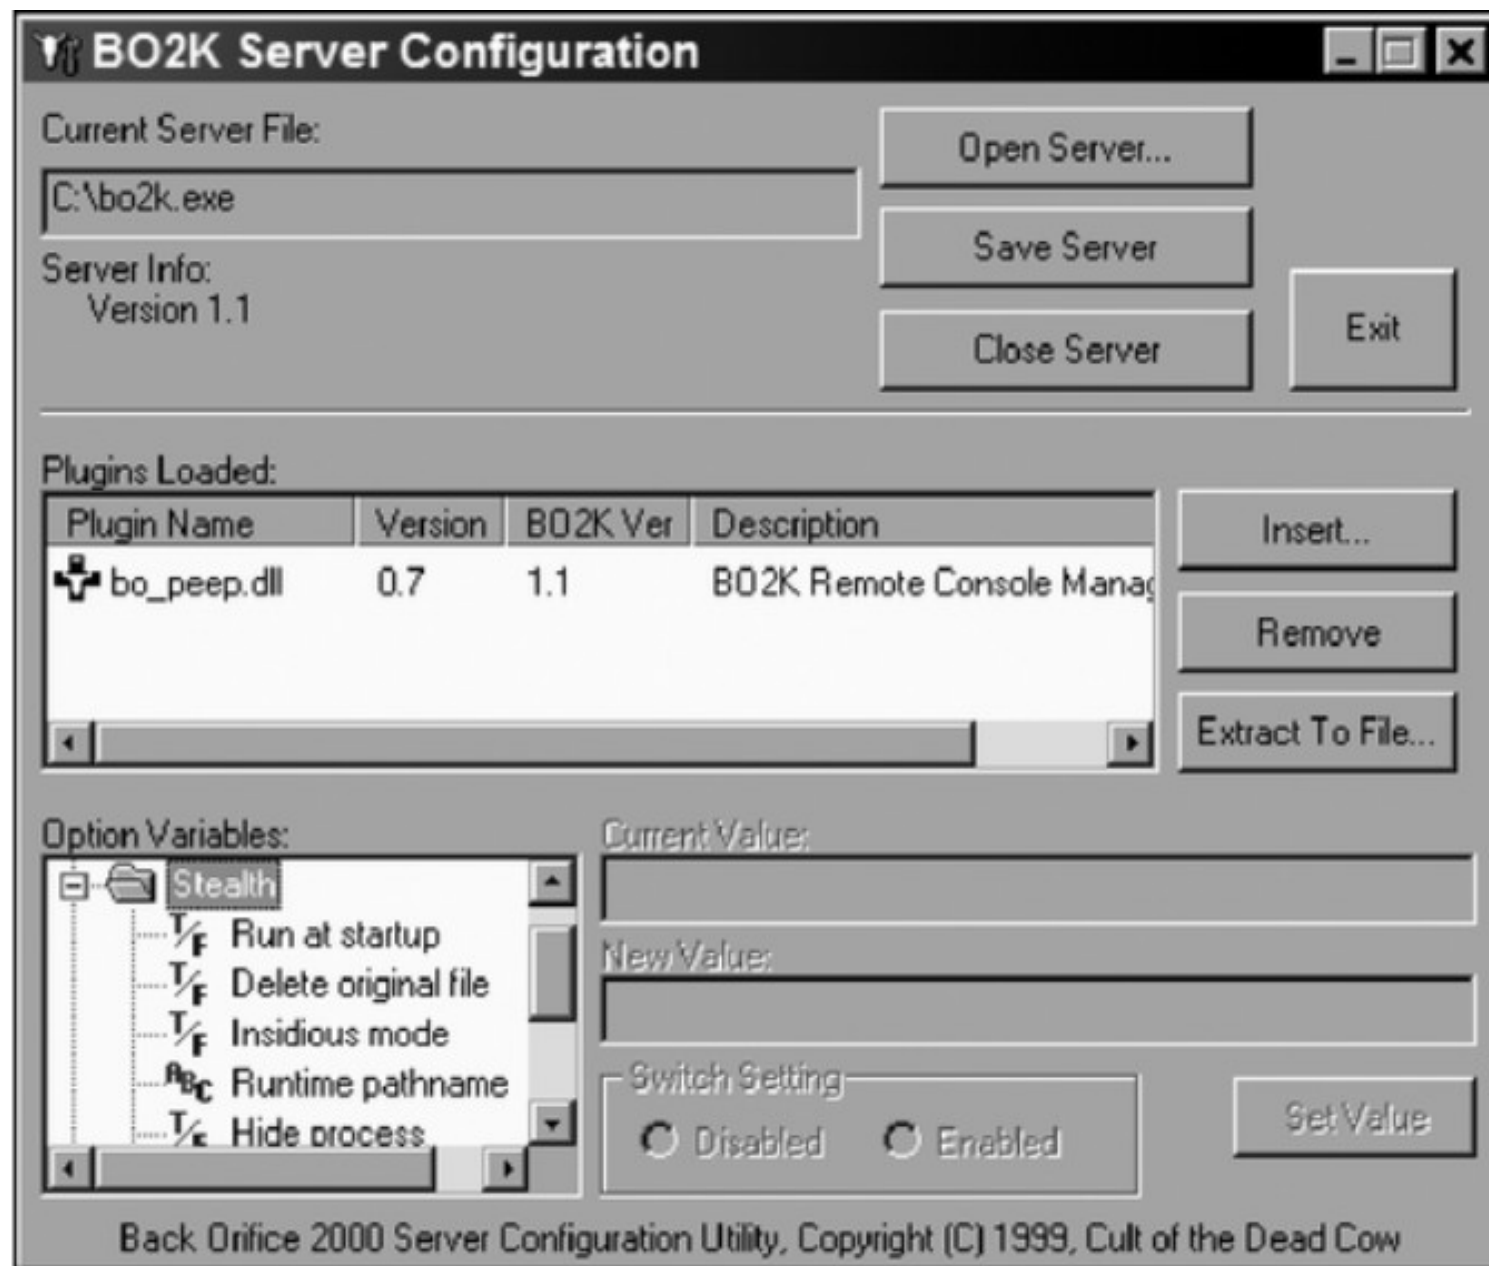 BO2K Server Configuration
Current Server File:
C:\bo2k.exe
Open Server...
Save Server
Close Server
Exit
Server Info:
Version 1.1
Plugins Loaded:
Plugin Name Version BO2K Ver Description
bo_peep.dll 0.7 1.1 BO2K Remote Console Manag
Insert...
Remove
Extract To File...
Option Variables:
Stealth
T/F Run at startup
T/F Delete original file
T/F Insidious mode
ABC Runtime pathname
T/F Hide process
Current Value:
New Value:
Switch Setting
Disabled Enabled
Set Value
Back Orifice 2000 Server Configuration Utility, Copyright (C) 1999, Cult of the Dead Cow